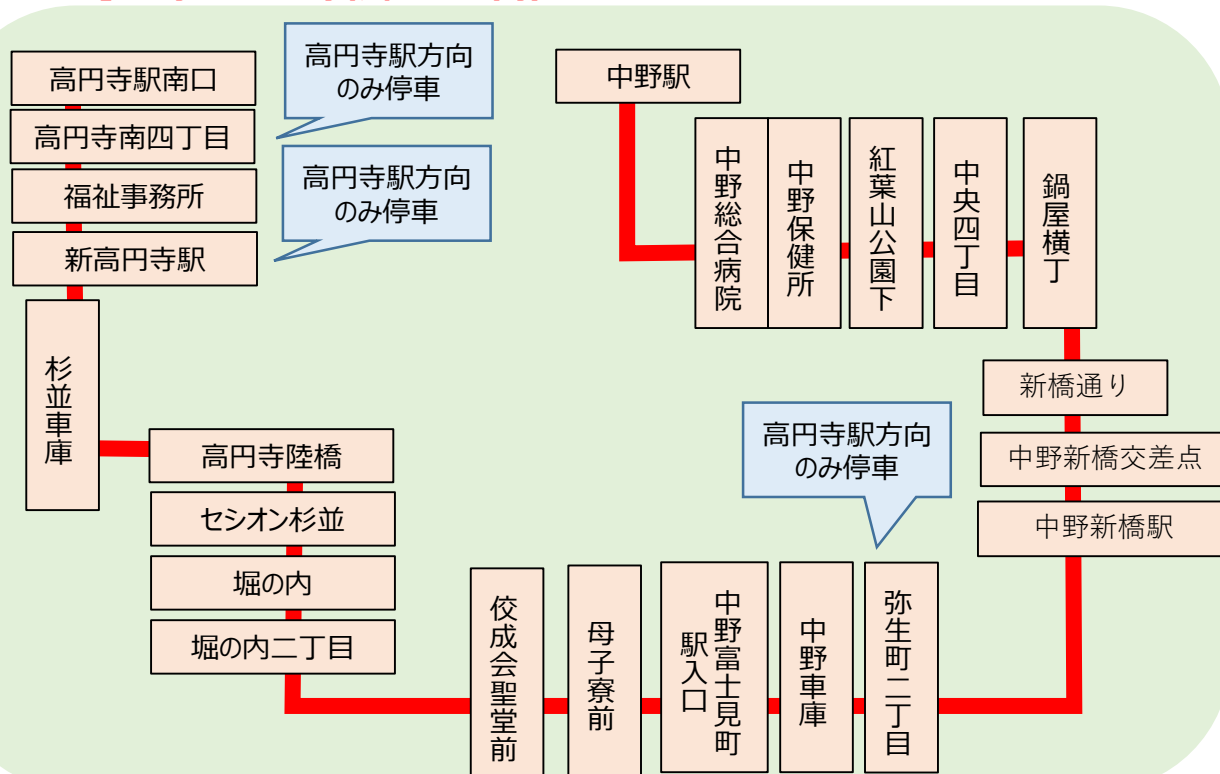 高円寺駅南口
高円寺南四丁目
福祉事務所
新高円寺駅
高円寺駅方向
のみ停車
高円寺駅方向
のみ停車
杉並車庫
高円寺陸橋
セシオン杉並
堀の内
堀の内二丁目
佼成会聖堂前
母子寮前
中野富士見町
駅入口
中野車庫
弥生町二丁目
高円寺駅方向
のみ停車
中野駅
中野総合病院
中野保健所
紅葉山公園下
中央四丁目
鍋屋横丁
新橋通り
中野新橋交差点
中野新橋駅